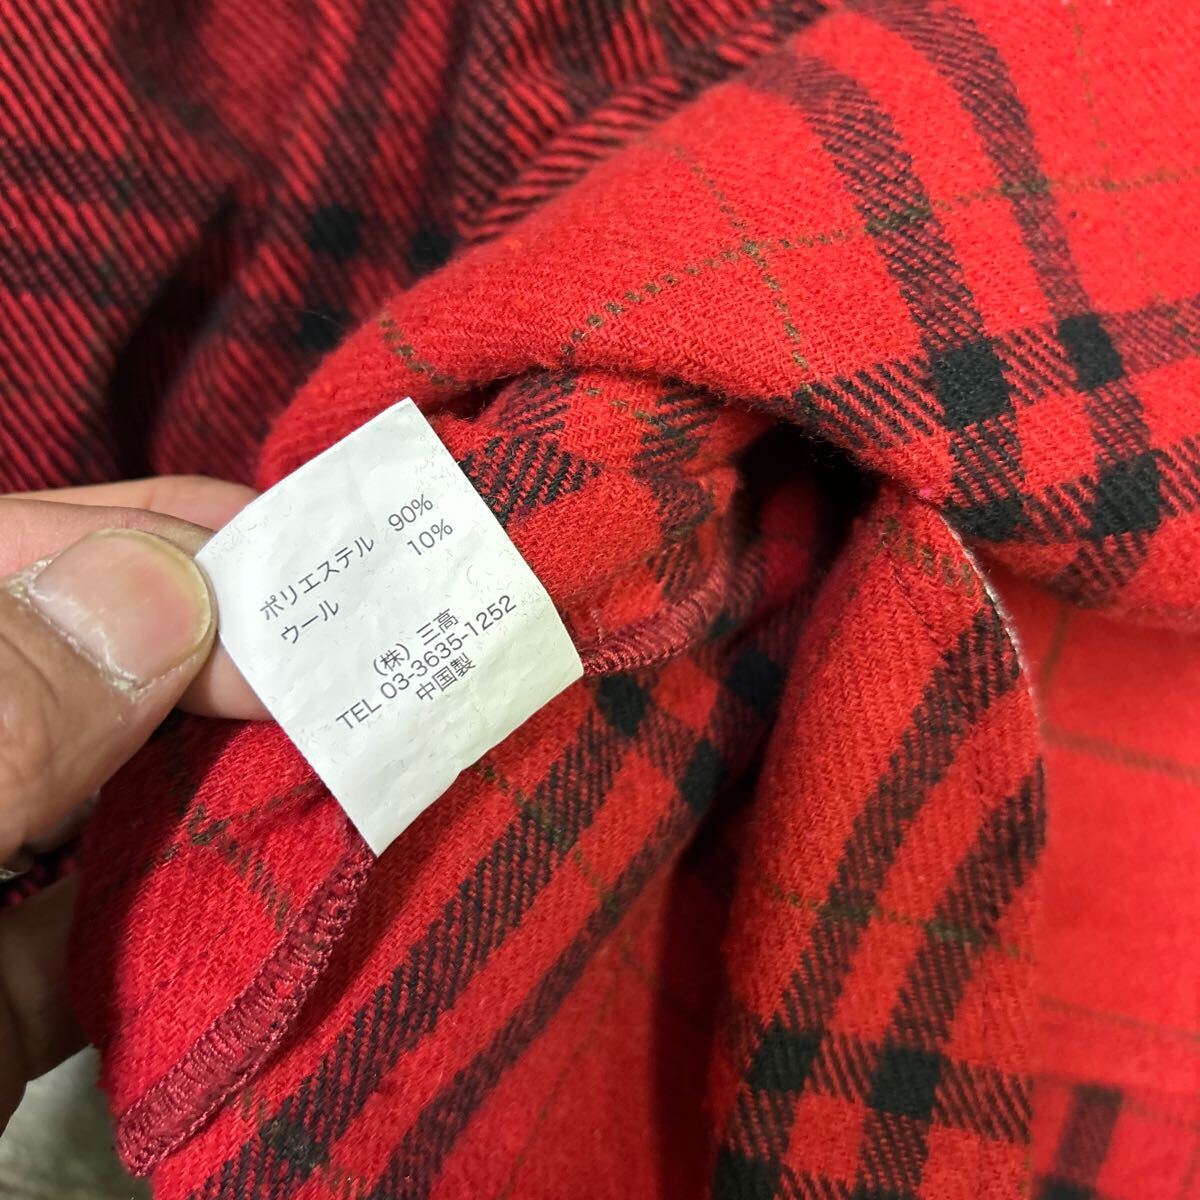 ポリエステル 90%
ウール 10%
(株) 三高
TEL 03-3635-1252
中国製